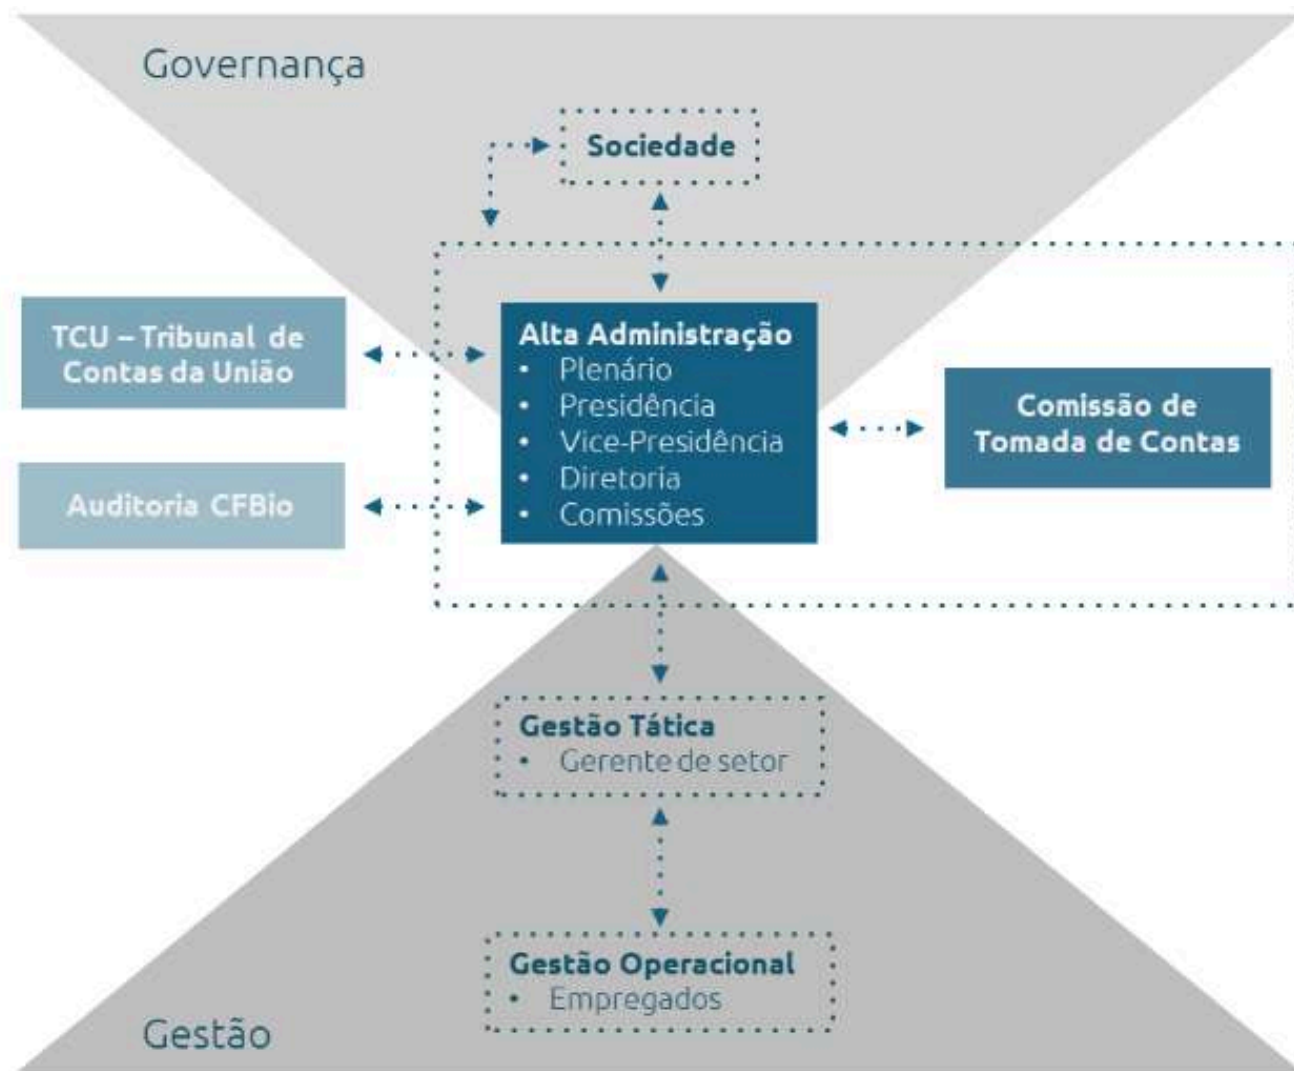 Governança
Sociedade
TCU – Tribunal de
Contas da União
Auditoria CFBio
Alta Administração
• Plenário
• Presidência
• Vice-Presidência
• Diretoria
• Comissões
Comissão de
Tomada de Contas
Gestão Tática
• Gerente de setor
Gestão Operacional
• Empregados
Gestão